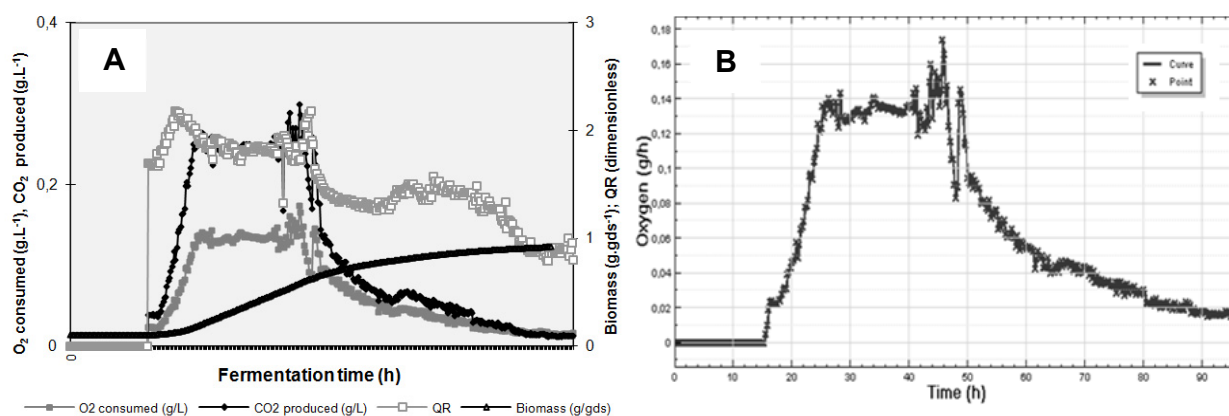 A
O₂ consumed (g.L⁻¹), CO₂ produced (g.L⁻¹)
0,4
0,2
0
3
2
1
0
Biomass (g.gds⁻¹); QR (dimensionless)
0
Fermentation time (h)
O2 consumed (g/L) CO2 produced (g/L) QR Biomass (g/gds)
B
Curve
Point
Oxygen (g/h)
0,18
0,16
0,14
0,12
0,10
0,08
0,06
0,04
0,02
0
0 10 20 30 40 50 60 70 80 90
Time (h)